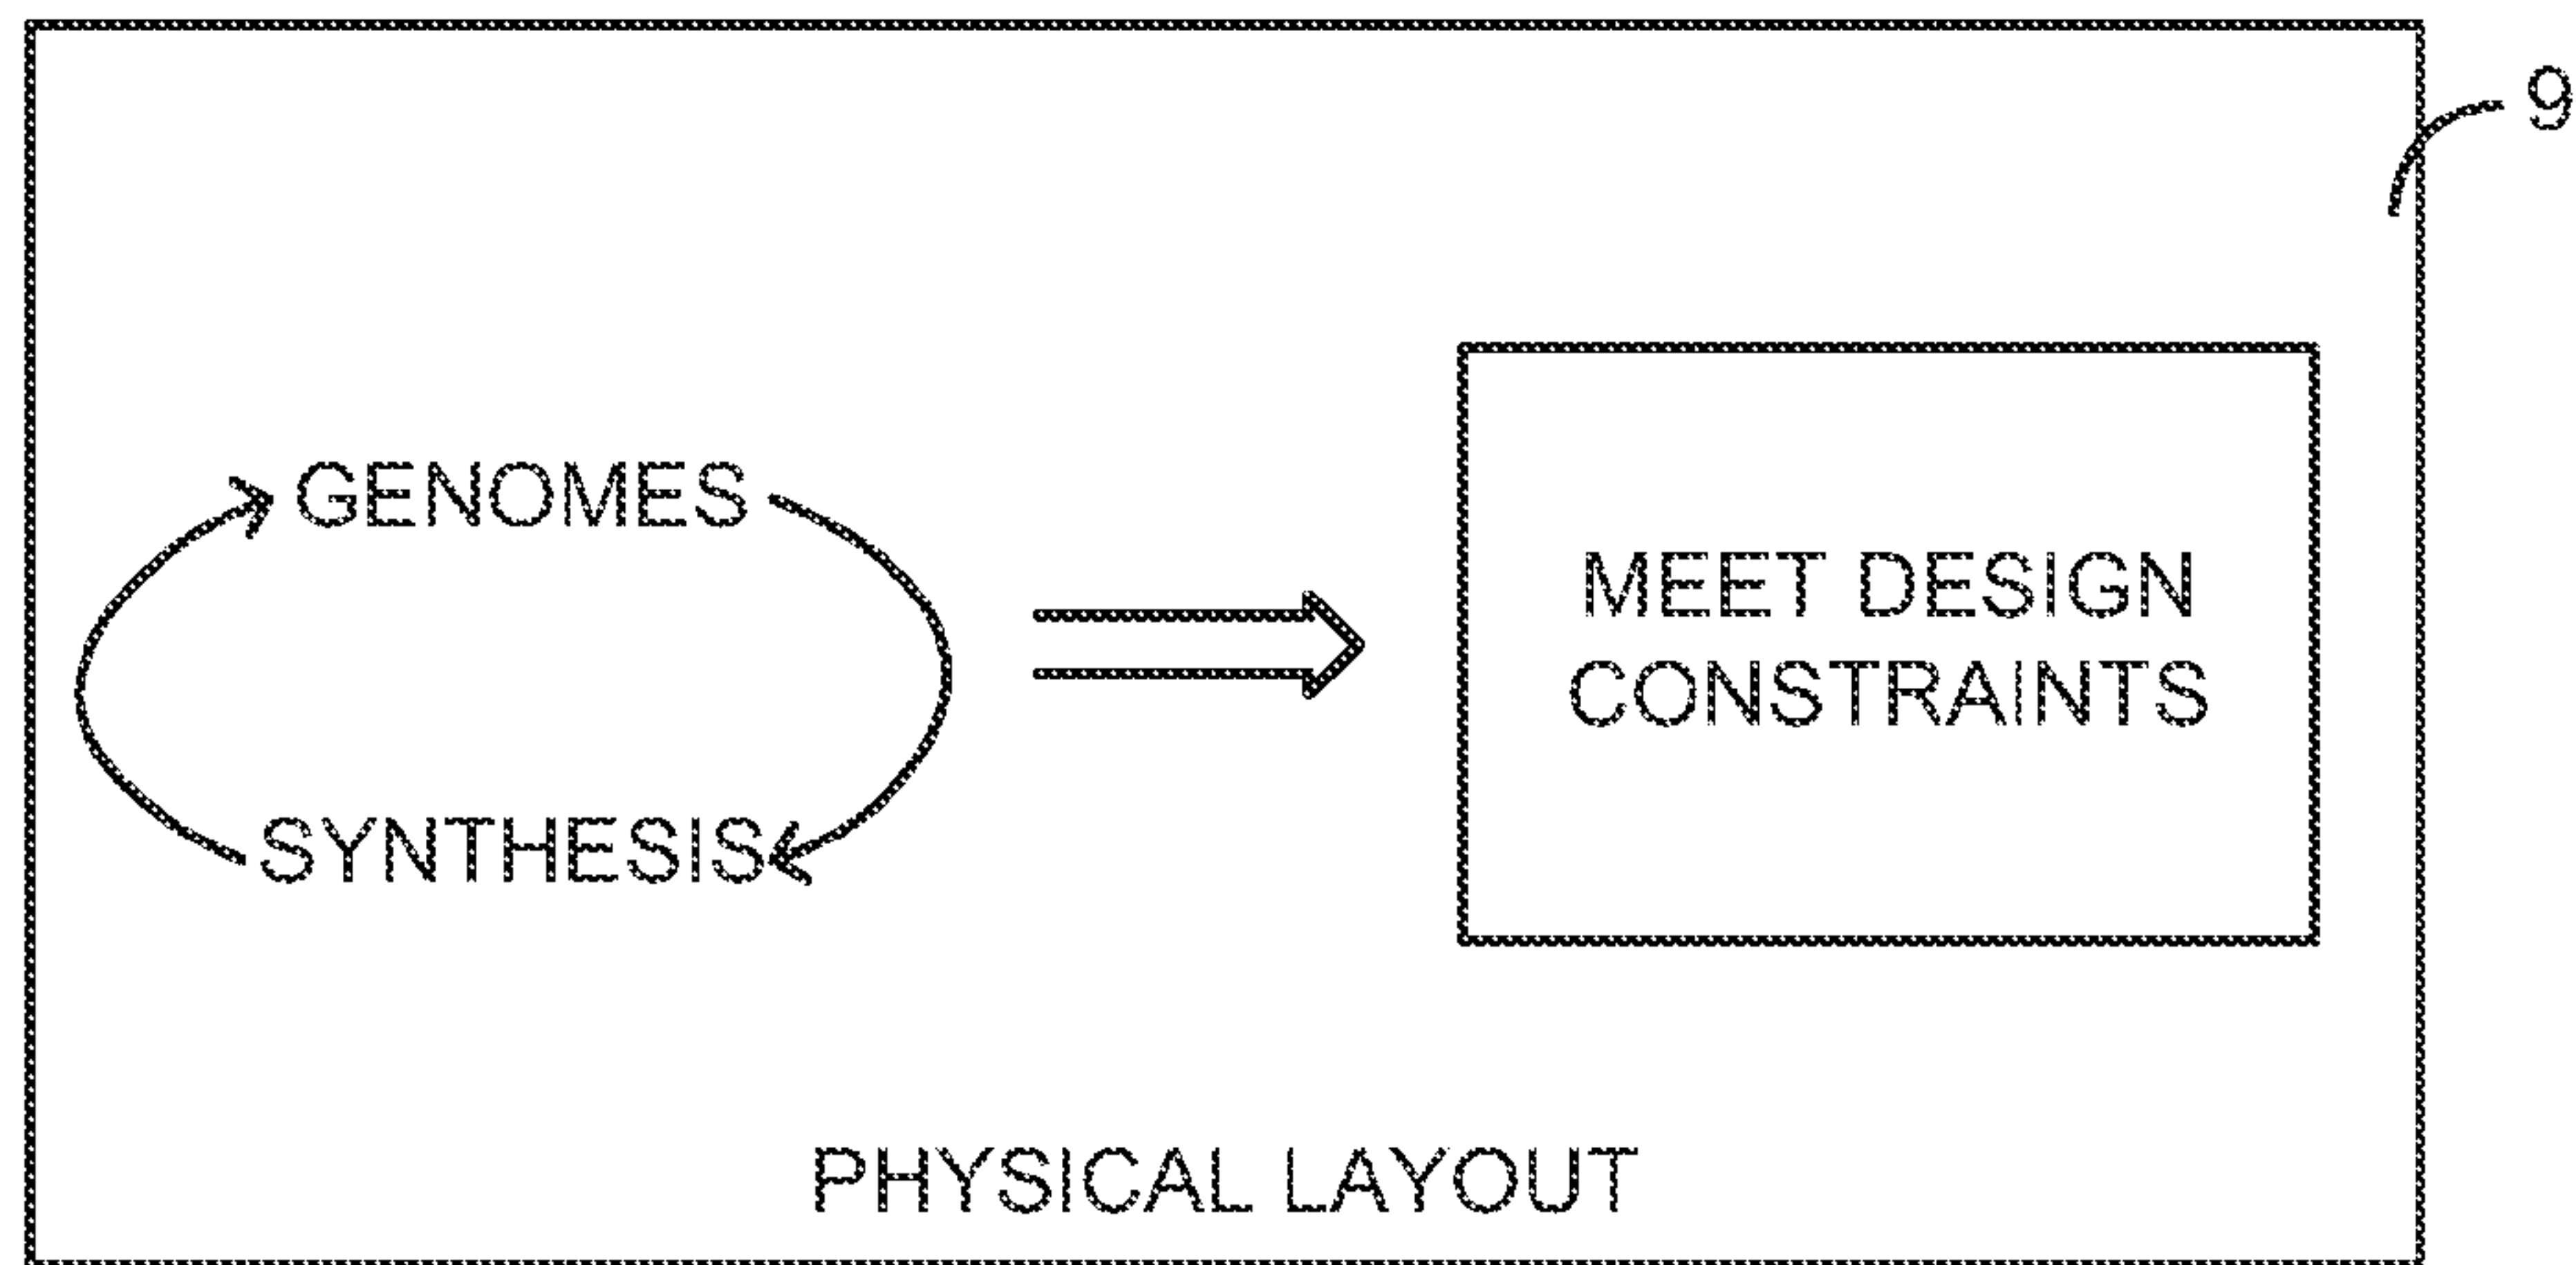 9
GENOMES
MEET DESIGN
CONSTRAINTS
SYNTHESIS
PHYSICAL LAYOUT